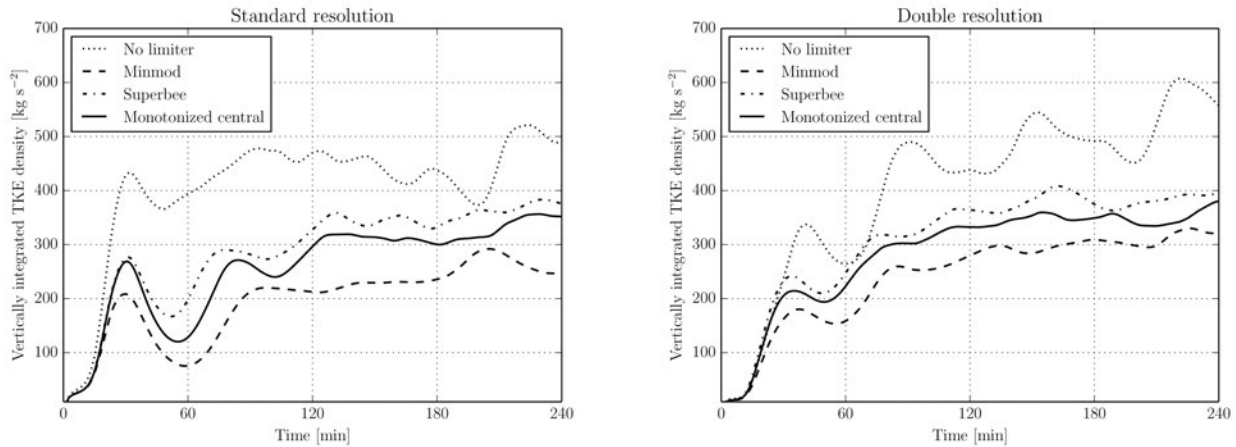 Standard resolution
Vertically integrated TKE density [kg s⁻²]
700
600
500
400
300
200
100
No limiter
Minmod
Superbee
Monotonized central
0
60
120
180
240
Time [min]
Double resolution
Vertically integrated TKE density [kg s⁻²]
700
600
500
400
300
200
100
No limiter
Minmod
Superbee
Monotonized central
0
60
120
180
240
Time [min]